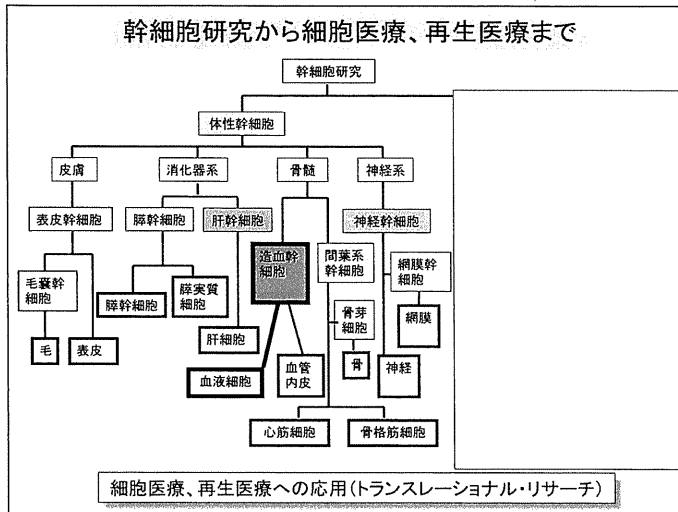 幹細胞研究から細胞医療、再生医療まで
幹細胞研究
体性幹細胞
皮膚
消化器系
骨髄
神経系
表皮幹細胞
膵幹細胞
肝幹細胞
神経幹細胞
造血幹
細胞
間葉系
幹細胞
網膜幹
細胞
毛嚢幹
細胞
膵幹細胞
膵実質
細胞
骨芽
細胞
網膜
毛
表皮
肝細胞
血管
内皮
骨
神経
血液細胞
心筋細胞
骨格筋細胞
細胞医療、再生医療への応用(トランスレーショナル・リサーチ)